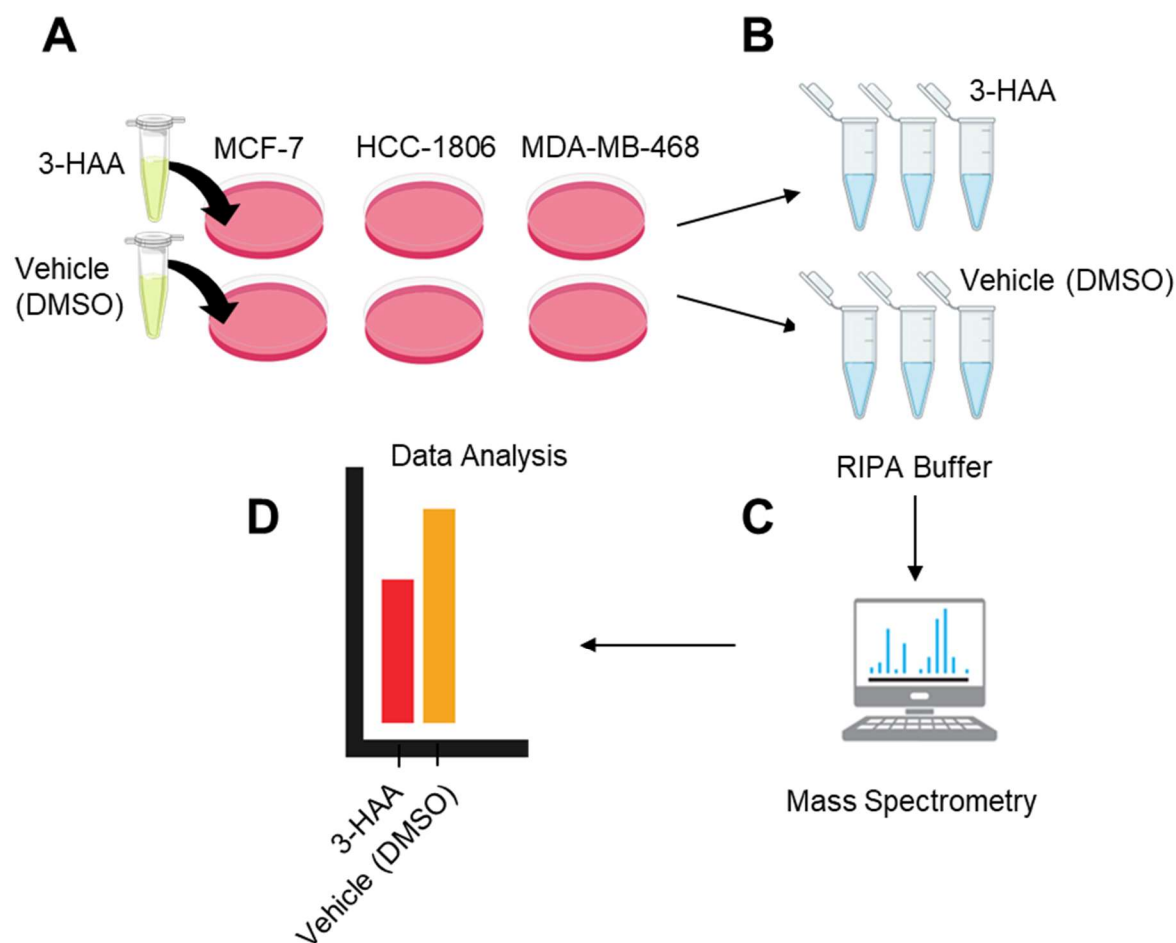 A
B
3-HAA
MCF-7
HCC-1806
MDA-MB-468
3-HAA
Vehicle
(DMSO)
Vehicle (DMSO)
RIPA Buffer
Data Analysis
D
C
3-HAA
Vehicle (DMSO)
Mass Spectrometry